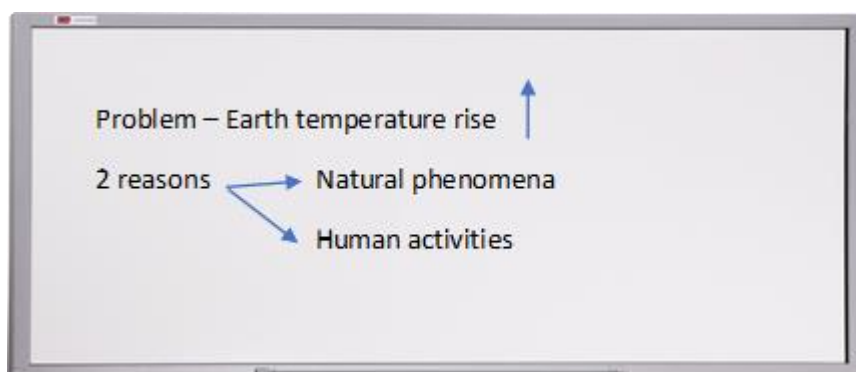 Problem – Earth temperature rise
2 reasons Natural phenomena
Human activities